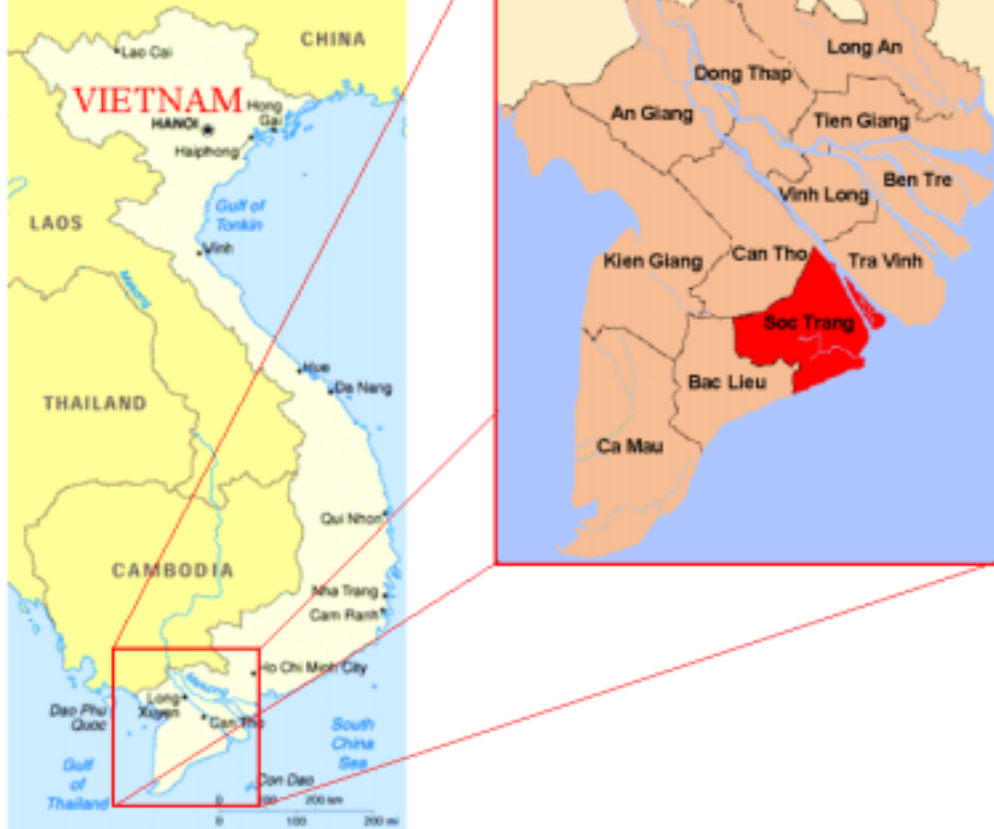 CHINA
Lao Cai
VIETNAM
Hong
Gai
HANOI
Haiphong
LAOS
Gulf of
Tonkin
Vinh
Mekong
Hue
Da Nang
THAILAND
Qui Nhon
CAMBODIA
Nha Trang
Cam Ranh
Ho Chi Minh City
Mekong
Long
Xuyen
Dao Phu
Quoc
Can Tho
South
China
Sea
Gulf
of
Thailand
Con Dao
0 100 200 km
0 100 200 mi
Long An
Dong Thap
An Giang
Tien Giang
Ben Tre
Vinh Long
Can Tho
Tra Vinh
Kien Giang
Soc Trang
Bac Lieu
Ca Mau